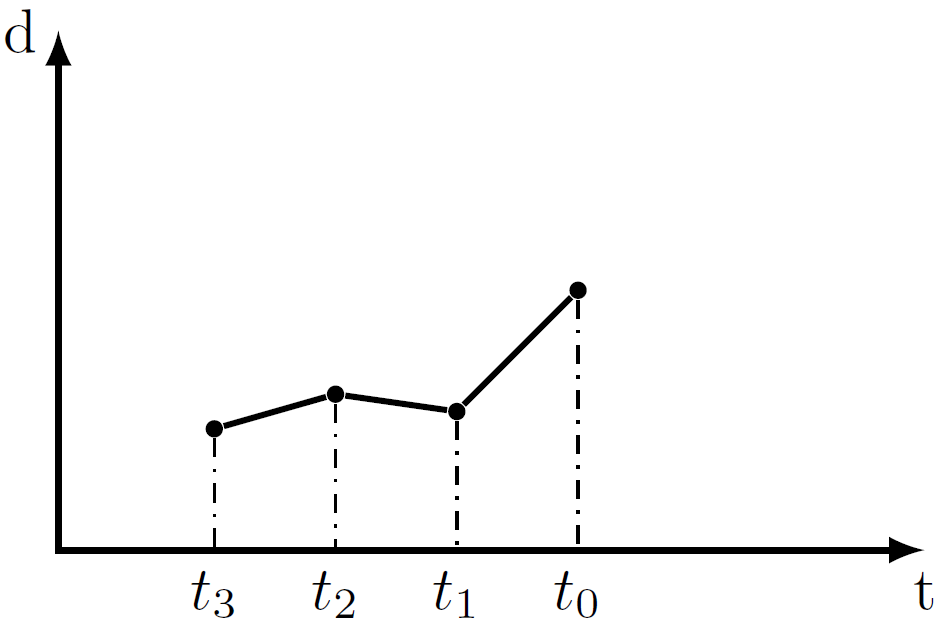 d
t₃ t₂ t₁ t₀ t